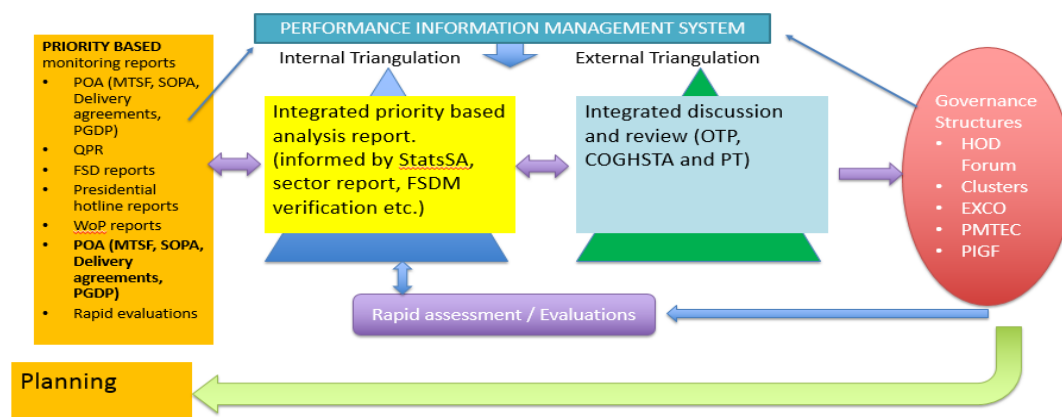 PERFORMANCE INFORMATION MANAGEMENT SYSTEM
PRIORITY BASED
monitoring reports
• POA (MTSF, SOPA,
Delivery
agreements,
PGDP)
• QPR
• FSD reports
• Presidential
hotline reports
• WoP reports
• POA (MTSF, SOPA,
Delivery
agreements,
PGDP)
• Rapid evaluations
Internal Triangulation
Integrated priority based
analysis report.
(informed by StatsSA,
sector report, FSDM
verification etc.)
External Triangulation
Integrated discussion
and review (OTP,
COGHSTA and PT)
Governance
Structures
• HOD
Forum
• Clusters
• EXCO
• PMTEC
• PIGF
Rapid assessment / Evaluations
Planning